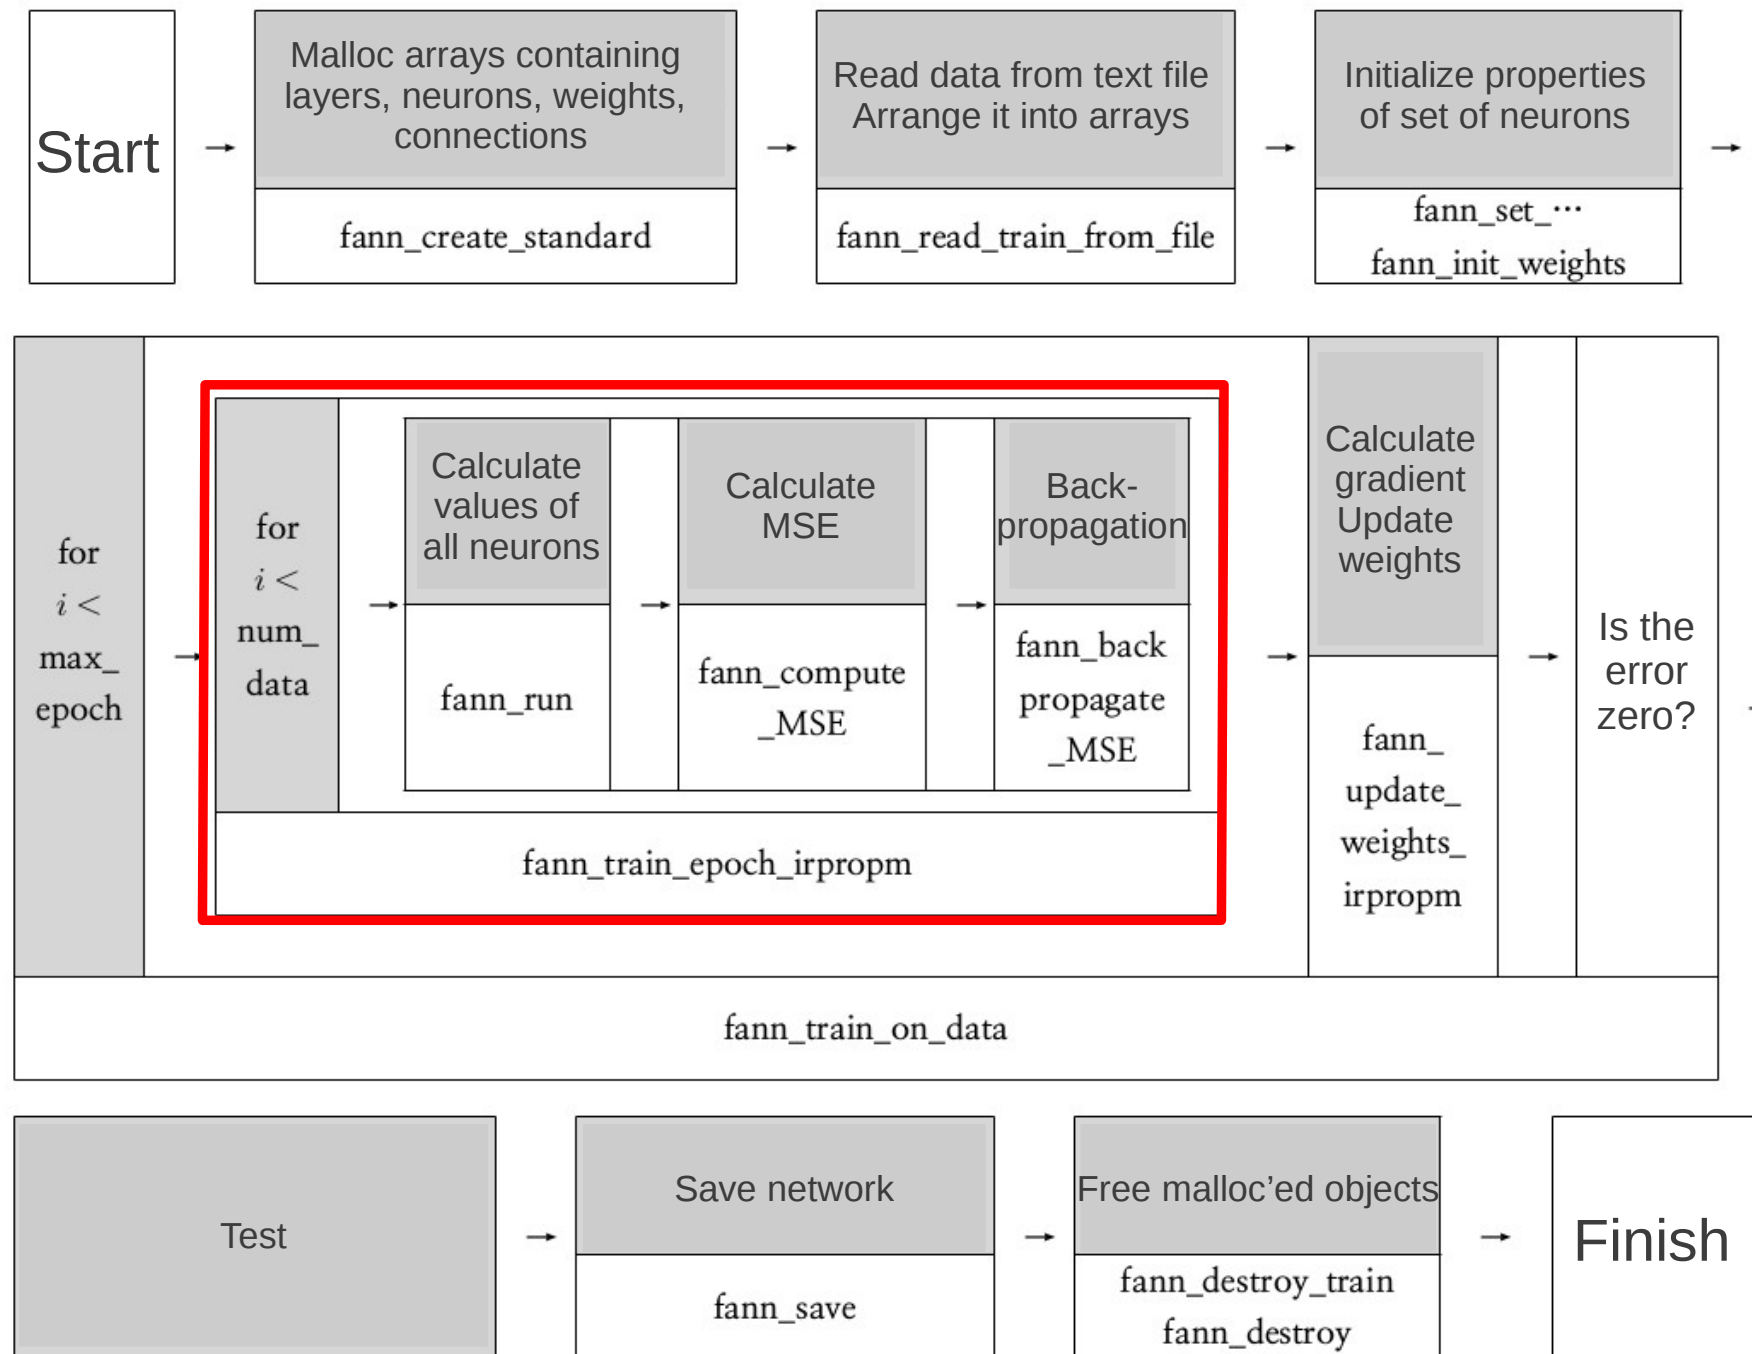 Start
Malloc arrays containing
layers, neurons, weights,
connections
fann_create_standard
Read data from text file
Arrange it into arrays
fann_read_train_from_file
Initialize properties
of set of neurons
fann_set_⋯
fann_init_weights
for
i <
max_
epoch
for
i <
num_
data
Calculate
values of
all neurons
fann_run
Calculate
MSE
fann_compute
_MSE
Back-
propagation
fann_back
propagate
_MSE
fann_train_epoch_irpropm
Calculate
gradient
Update
weights
fann_
update_
weights_
irpropm
Is the
error
zero?
fann_train_on_data
Test
Save network
fann_save
Free malloc’ed objects
fann_destroy_train
fann_destroy
Finish